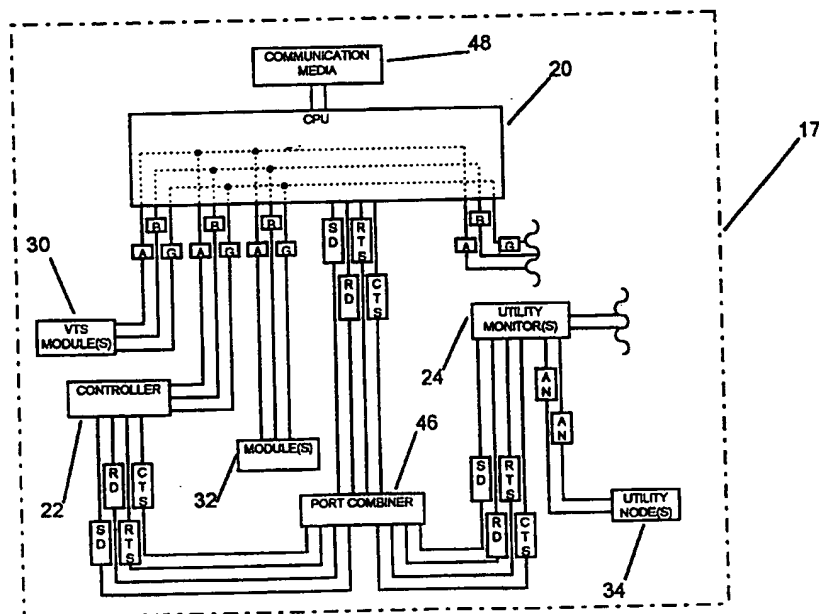 COMMUNICATION
MEDIA
48
20
17
CPU
A
B
G
A
B
G
A
B
G
SD
RD
RTS
CTS
A
B
G
30
VTS
MODULE(S)
UTILITY
MONITOR(S)
24
CONTROLLER
22
MODULE(S)
32
46
PORT COMBINER
SD
RD
RTS
CTS
SD
RD
RTS
CTS
AN
AN
UTILITY
NODE(S)
34